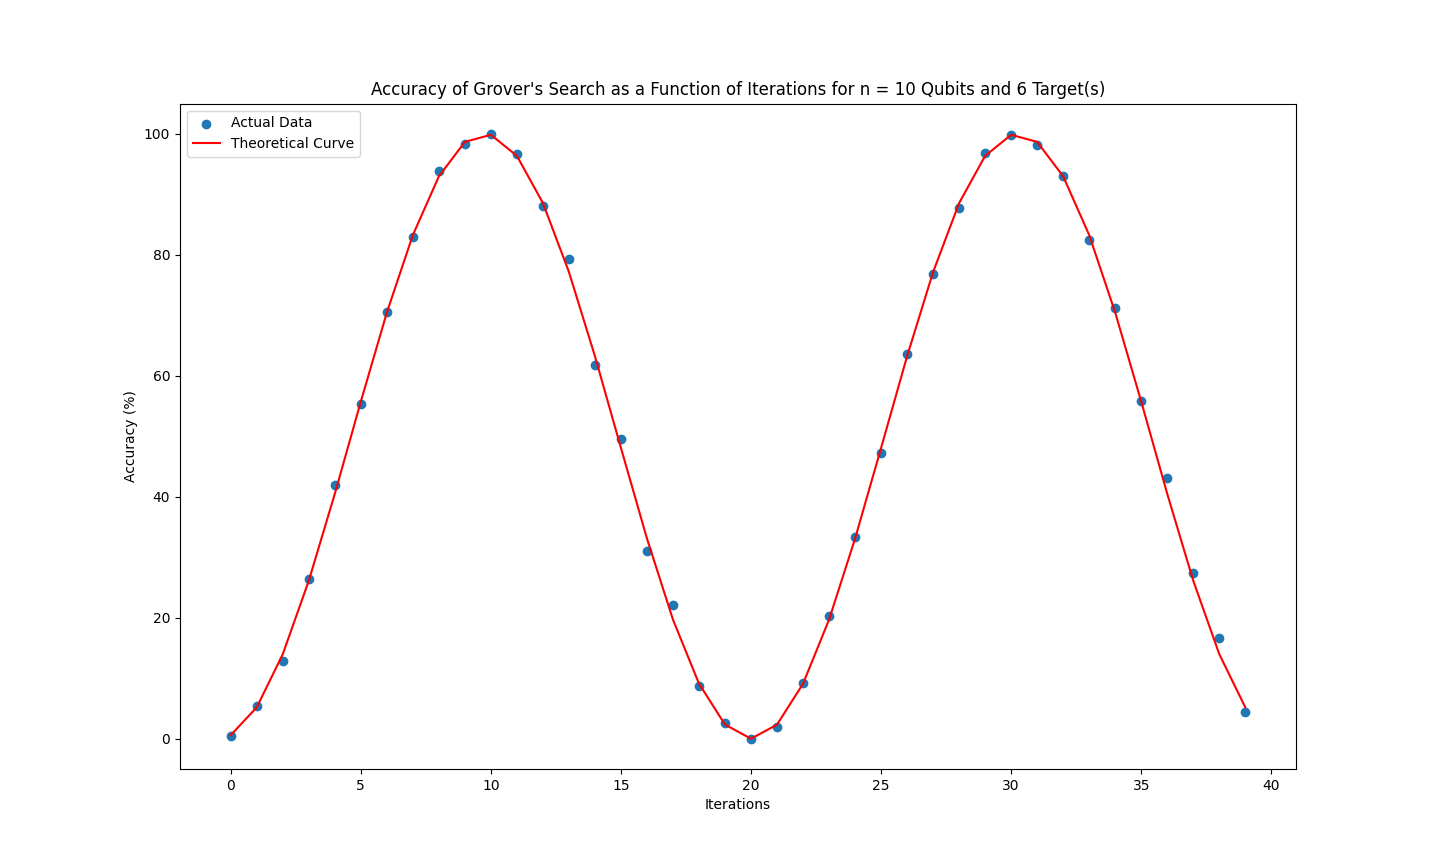 Accuracy of Grover's Search as a Function of Iterations for n = 10 Qubits and 6 Target(s)
Actual Data
Theoretical Curve
100
80
60
40
20
0
Accuracy (%)
0 5 10 15 20 25 30 35 40
Iterations